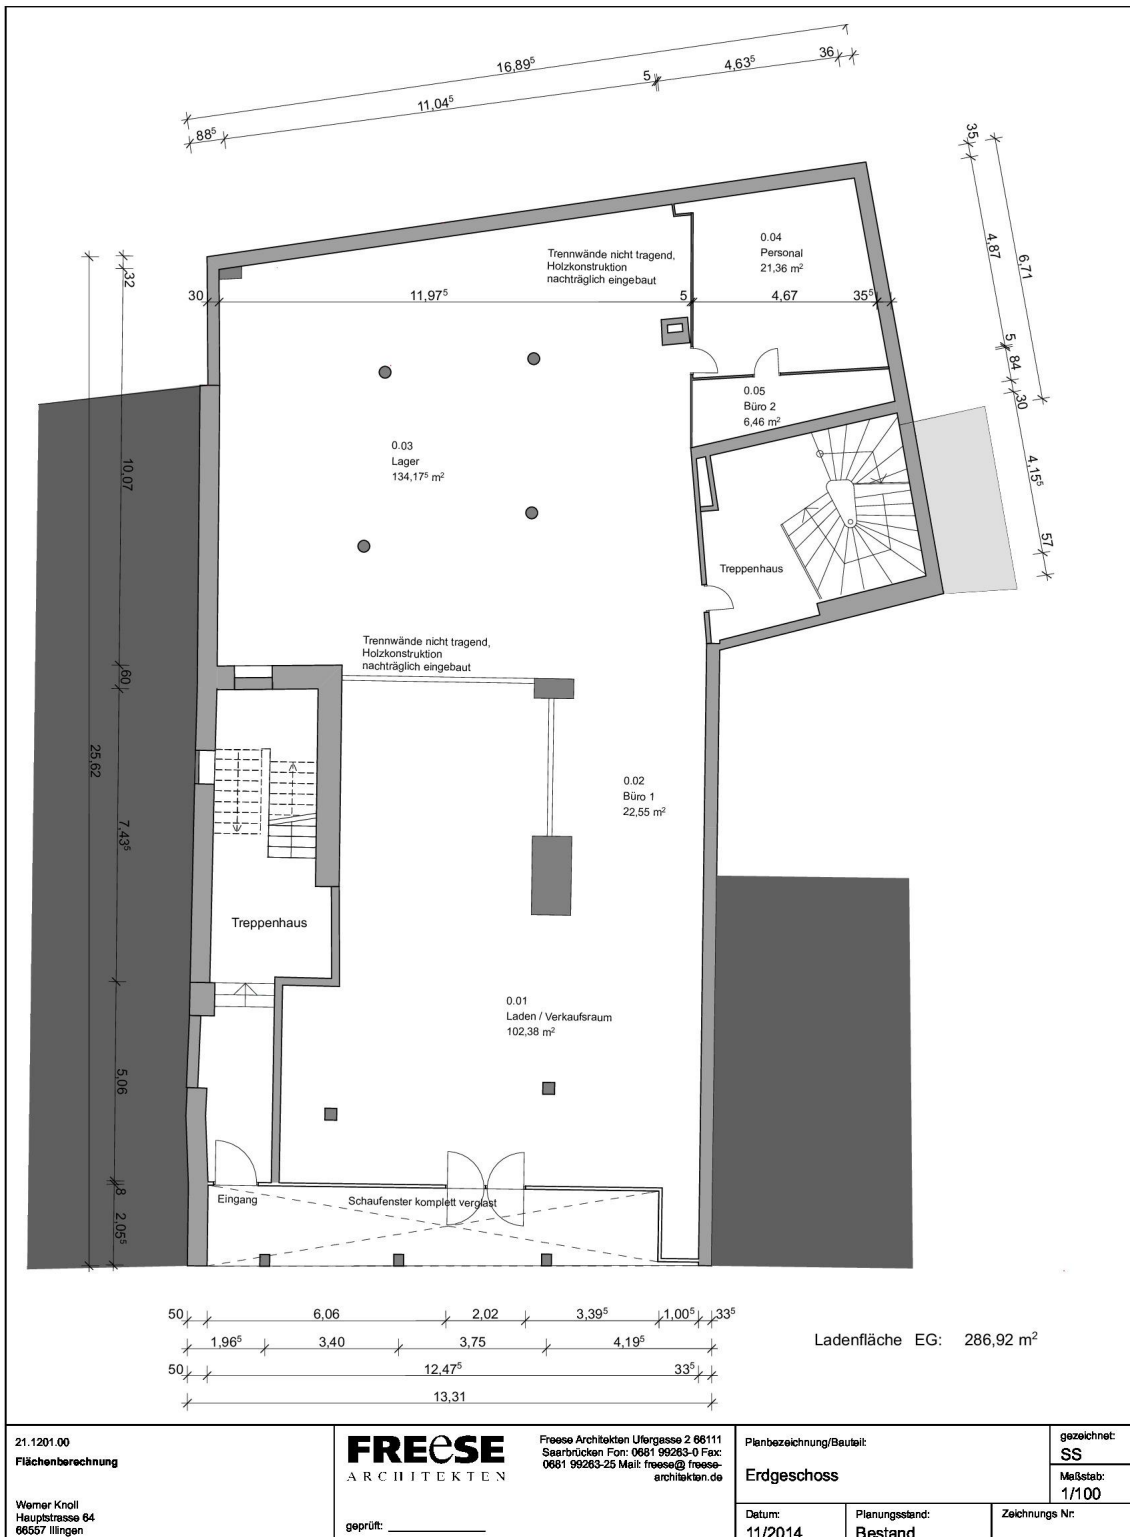 16,89⁵
11,04⁵
5
4,63⁵
36
88⁵
35
4,87
6,71
5
84
30
4,15⁵
57
32
10,07
60
25,62
7,43⁵
5,06
8
2,05⁵
30
11,97⁵
5
4,67
35⁵
Trennwände nicht tragend,
Holzkonstruktion
nachträglich eingebaut
0.04
Personal
21,36 m²
0.05
Büro 2
6,46 m²
0.03
Lager
134,17⁵ m²
Treppenhaus
Trennwände nicht tragend,
Holzkonstruktion
nachträglich eingebaut
0.02
Büro 1
22,55 m²
Treppenhaus
0.01
Laden / Verkaufsraum
102,38 m²
Eingang
Schaufenster komplett verglast
50 6,06 2,02 3,39⁵ 1,00⁵ 33⁵
1,96⁵ 3,40 3,75 4,19⁵
50 12,47⁵ 33⁵
13,31
Ladenfläche EG: 286,92 m²
21.1201.00
Flächenberechnung
Werner Knoll
Hauptstrasse 64
66557 Illingen
FREESE
ARCHITEKTEN
geprüft:
Freese Architekten Ufergasse 2 66111
Saarbrücken Fon: 0681 99263-0 Fax:
0681 99263-25 Mail: freese@ freese-
architekten.de
Planbezeichnung/Bauteil:
Erdgeschoss
gezeichnet:
SS
Maßstab:
1/100
Datum:
11/2014
Planungsstand:
Bestand
Zeichnungs Nr: